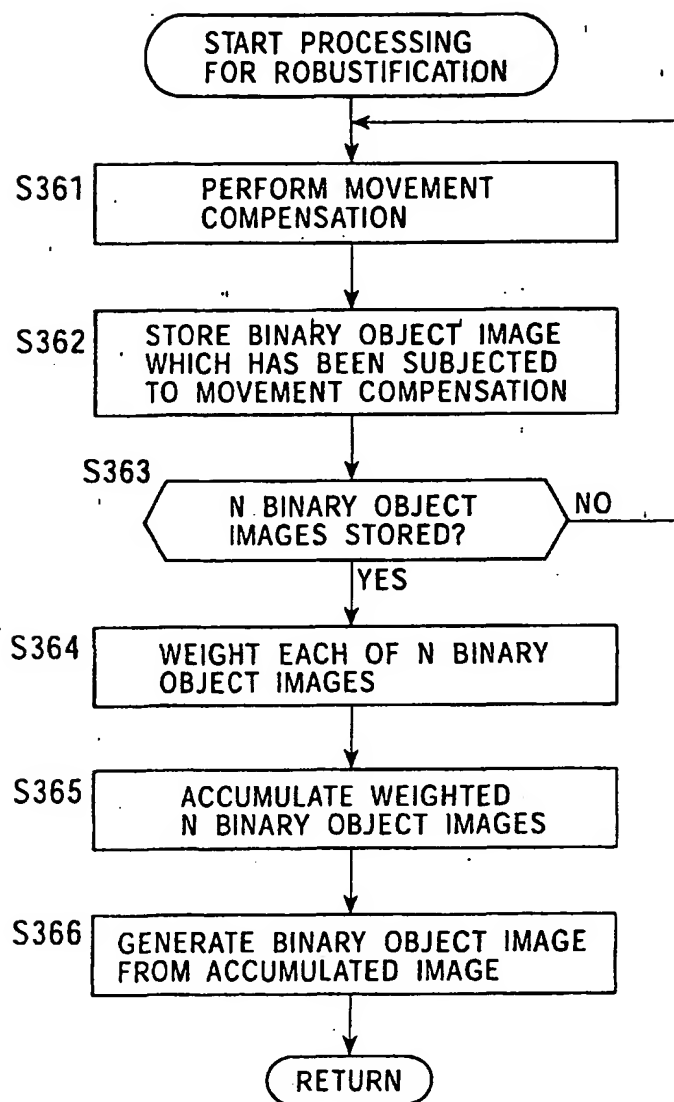 START PROCESSING
FOR ROBUSTIFICATION
S361
PERFORM MOVEMENT
COMPENSATION
S362
STORE BINARY OBJECT IMAGE
WHICH HAS BEEN SUBJECTED
TO MOVEMENT COMPENSATION
S363
N BINARY OBJECT
IMAGES STORED?
NO
YES
S364
WEIGHT EACH OF N BINARY
OBJECT IMAGES
S365
ACCUMULATE WEIGHTED
N BINARY OBJECT IMAGES
S366
GENERATE BINARY OBJECT IMAGE
FROM ACCUMULATED IMAGE
RETURN